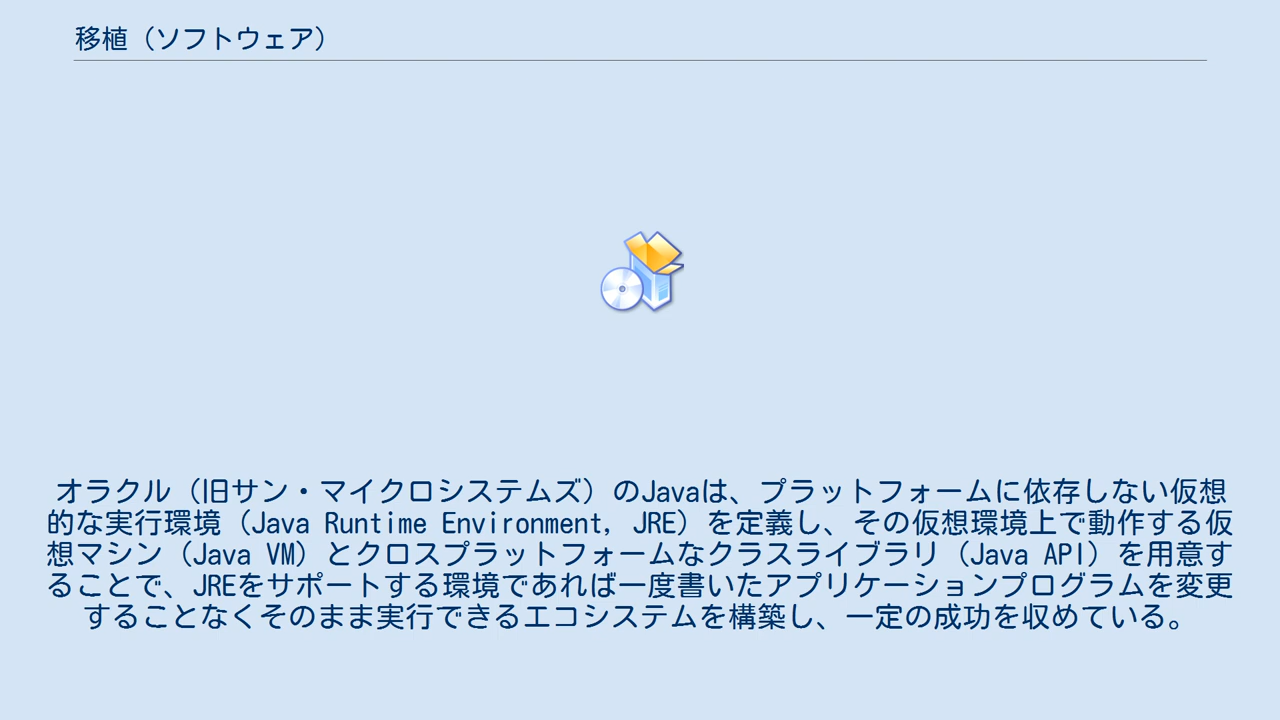 移植（ソフトウェア）
オラクル（旧サン・マイクロシステムズ）のJavaは、プラットフォームに依存しない仮想
的な実行環境（Java Runtime Environment, JRE）を定義し、その仮想環境上で動作する仮
想マシン（Java VM）とクロスプラットフォームなクラスライブラリ（Java API）を用意す
ることで、JREをサポートする環境であれば一度書いたアプリケーションプログラムを変更
することなくそのまま実行できるエコシステムを構築し、一定の成功を収めている。